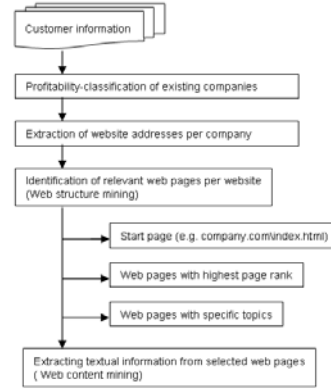 Customer information
Profitability-classification of existing companies
Extraction of website addresses per company
Identification of relevant web pages per website
(Web structure mining)
Start page (e.g. company.com\index.html)
Web pages with highest page rank
Web pages with specific topics
Extracting textual information from selected web pages
( Web content mining)